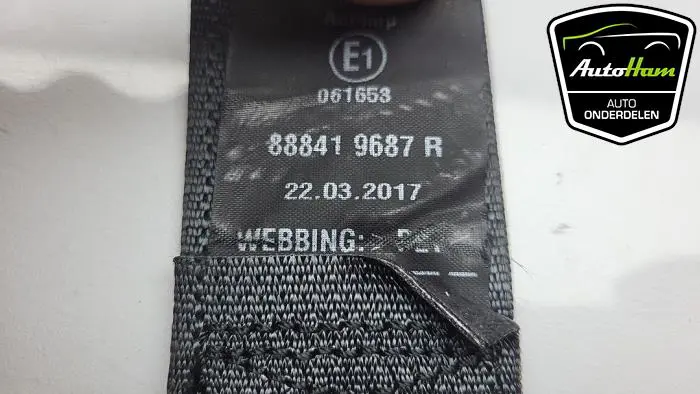 E1
061653
88841 9687 R
22.03.2017
WEBBING: >
AutoHam
AUTO
ONDERDELEN